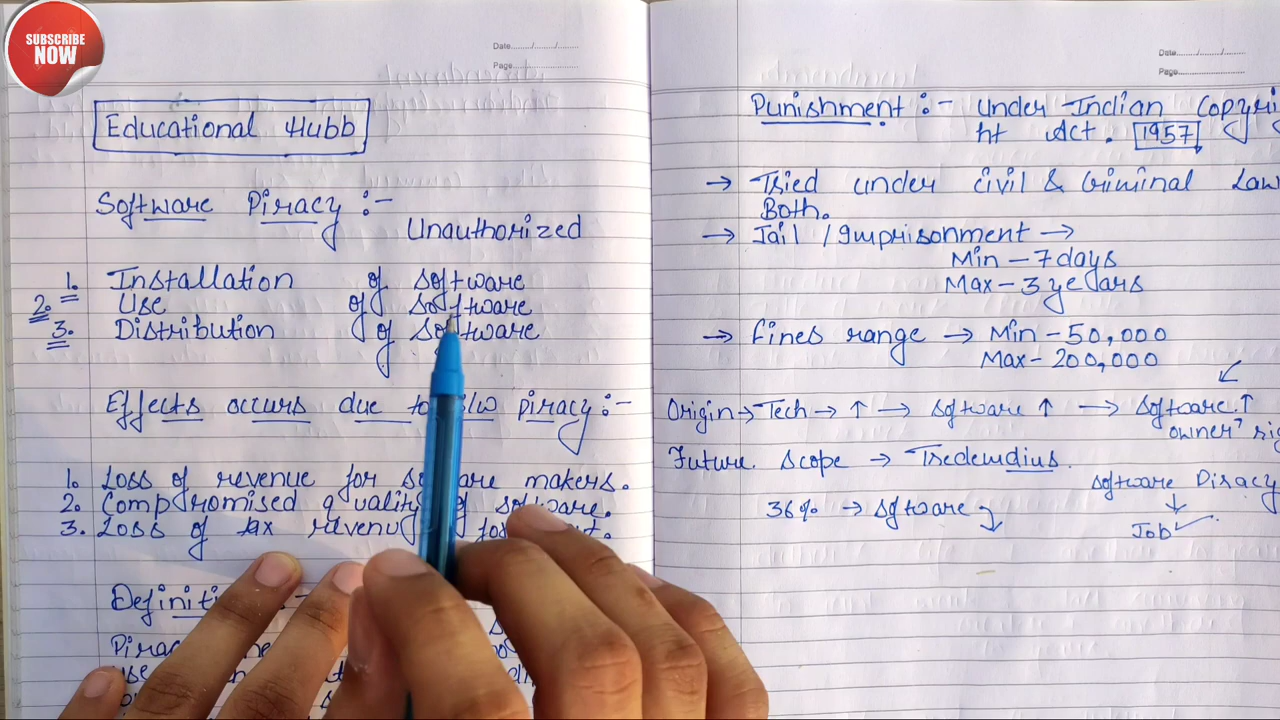 SUBSCRIBE
NOW
Date
Page
Educational Hubb
Software Piracy :-
Unauthorized
1. Installation of software
2. Use of software
3. Distribution of software
Effects occurs due to S/W piracy :-
1. Loss of revenue for makers.
2. Compromised quality of software.
3. Loss of tax revenue
Date
Page
Punishment :- Under Indian Copyri
ht Act. 1957
→ Tried under civil & Criminal Law
Both.
→ Jail / Imprisonment →
Min - 7 days
Max - 3 years
→ fines range → Min - 50,000
Max - 200,000
Origin → Tech → ↑ → software ↑ → software ↑
owner
Future Scope →
software Piracy
36% → software
Job